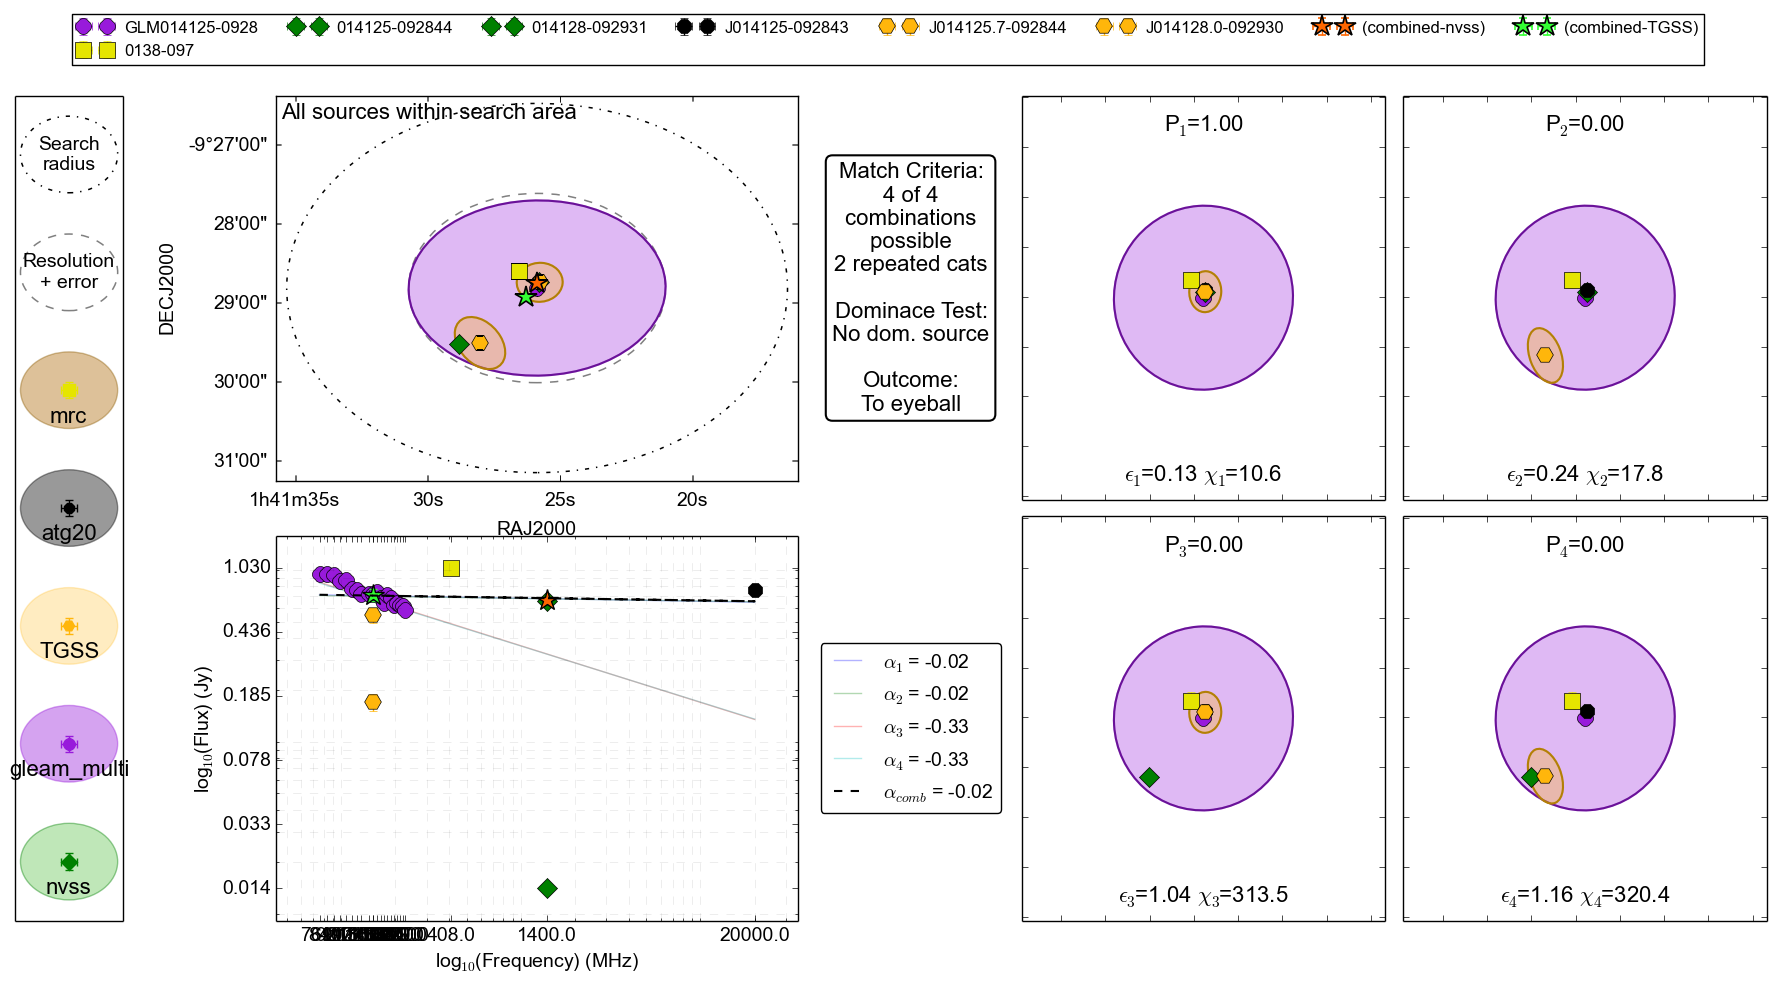 GLM014125-0928 014125-092844 014128-092931 J014125-092843 J014125.7-092844 J014128.0-092930 (combined-nvss) (combined-TGSS)
0138-097
Search
radius
Resolution
+ error
mrc
atg20
TGSS
gleam_multi
nvss
All sources within search area
-9°27'00"
28'00"
29'00"
30'00"
31'00"
DECJ2000
1h41m35s 30s 25s 20s
RAJ2000
Match Criteria:
4 of 4
combinations
possible
2 repeated cats
Dominace Test:
No dom. source
Outcome:
To eyeball
P₁=1.00
ϵ₁=0.13 χ₁=10.6
P₂=0.00
ϵ₂=0.24 χ₂=17.8
1.030
0.436
0.185
0.078
0.033
0.014
log₁₀(Flux) (Jy)
408.0 1400.0 20000.0
log₁₀(Frequency) (MHz)
α₁ = -0.02
α₂ = -0.02
α₃ = -0.33
α₄ = -0.33
α_comb = -0.02
P₃=0.00
ϵ₃=1.04 χ₃=313.5
P₄=0.00
ϵ₄=1.16 χ₄=320.4